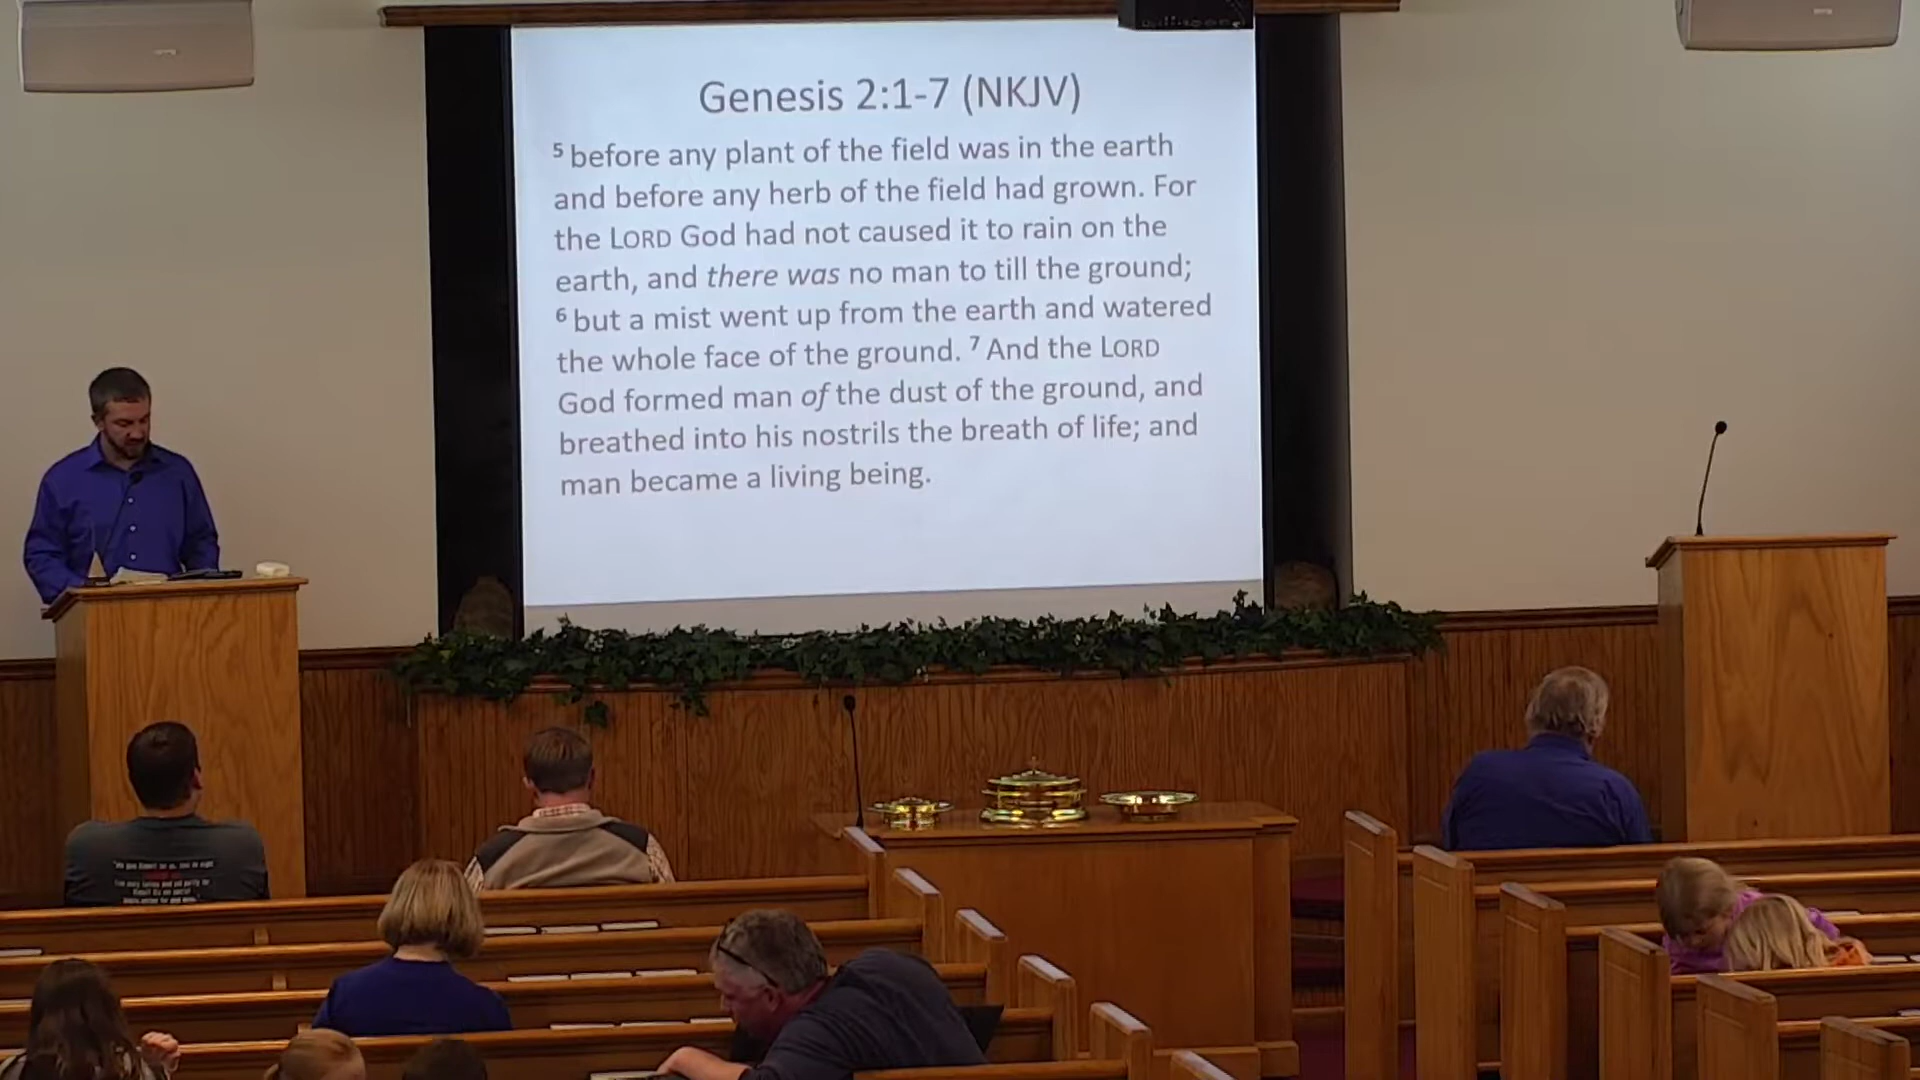 Genesis 2:1-7 (NKJV)
5 before any plant of the field was in the earth
and before any herb of the field had grown. For
the LORD God had not caused it to rain on the
earth, and there was no man to till the ground;
6 but a mist went up from the earth and watered
the whole face of the ground. 7 And the LORD
God formed man of the dust of the ground, and
breathed into his nostrils the breath of life; and
man became a living being.